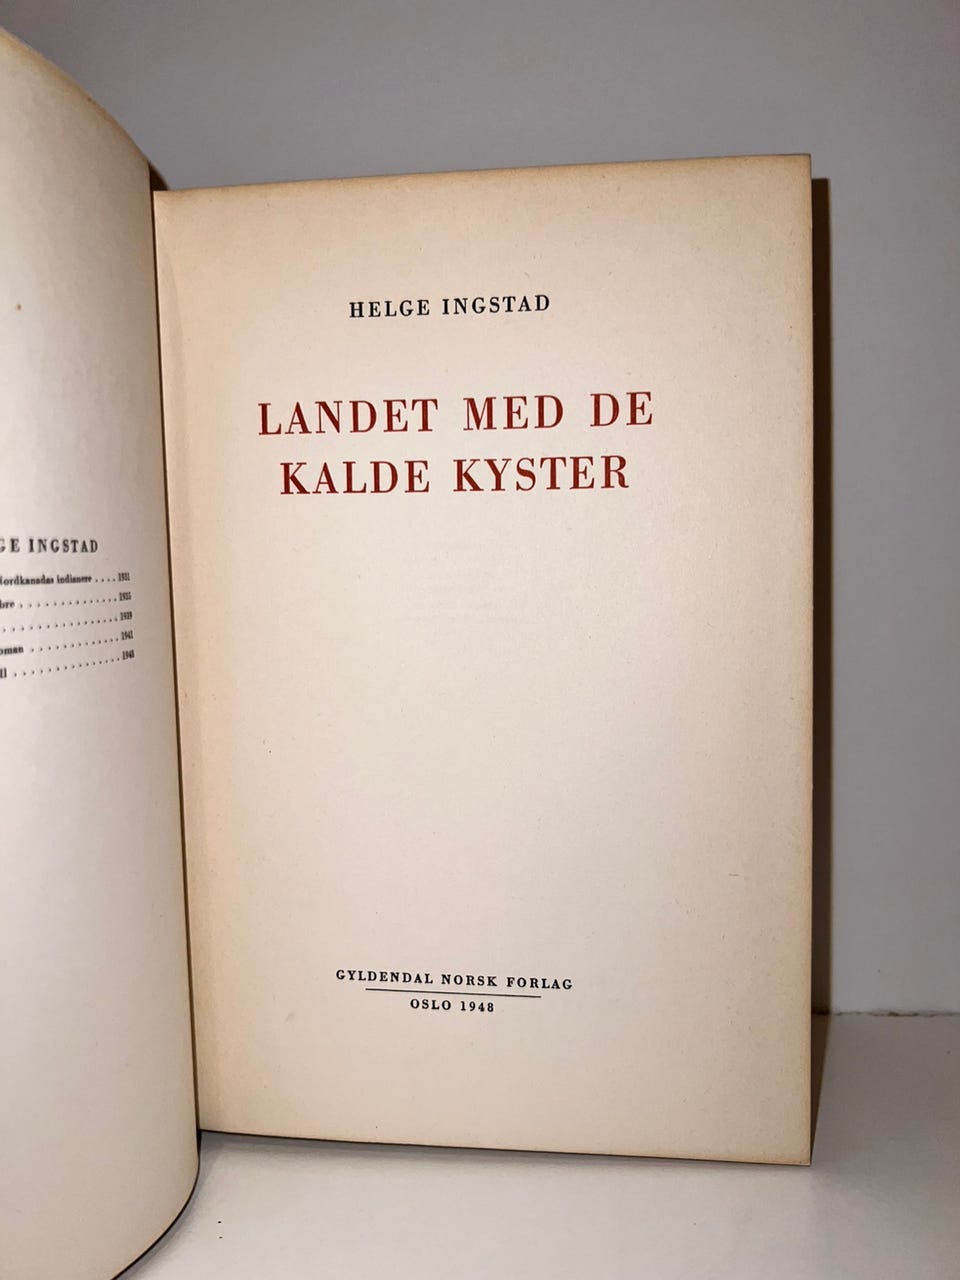 GE INGSTAD
Nordkanadas indianere . . . . 1931
. . . . . . . . . . . . . 1935
. . . . . . . . . . . . . . . . 1939
oman . . . . . . . . . . . . 1941
ll . . . . . . . . . . . . . .
HELGE INGSTAD
LANDET MED DE
KALDE KYSTER
GYLDENDAL NORSK FORLAG
OSLO 1948